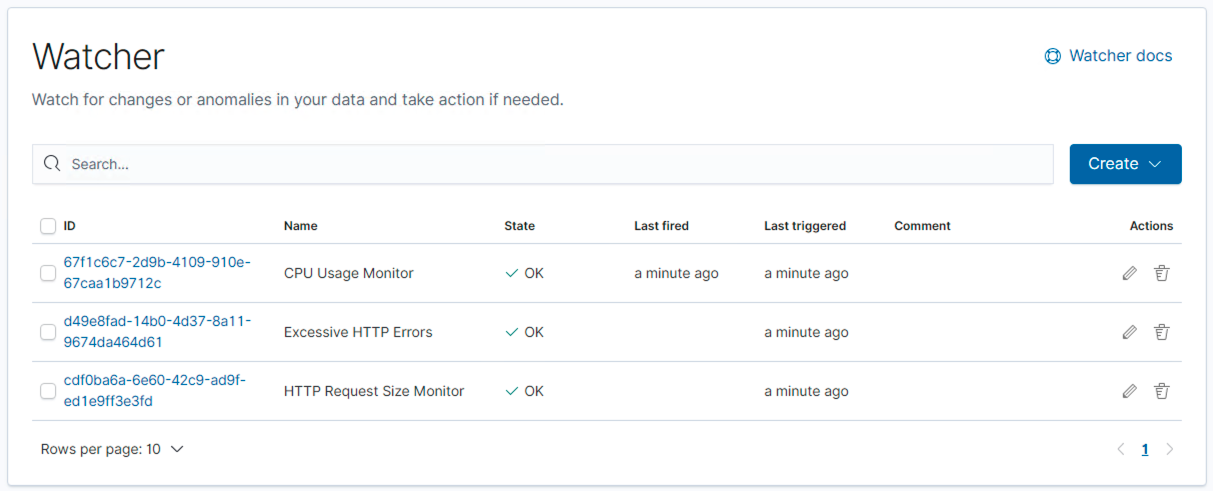 Watcher
Watcher docs
Watch for changes or anomalies in your data and take action if needed.
Search...
Create
ID Name State Last fired Last triggered Comment Actions
67f1c6c7-2d9b-4109-910e-
67caa1b9712c
CPU Usage Monitor OK a minute ago a minute ago
d49e8fad-14b0-4d37-8a11-
9674da464d61
Excessive HTTP Errors OK a minute ago
cdf0ba6a-6e60-42c9-ad9f-
ed1e9ff3e3fd
HTTP Request Size Monitor OK a minute ago
Rows per page: 10
1